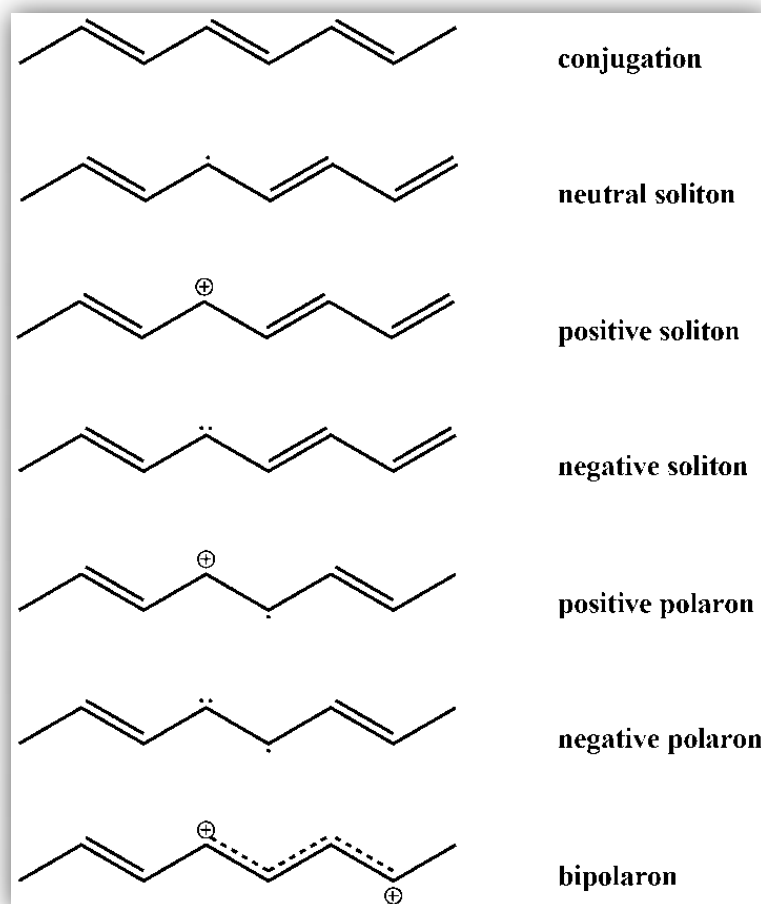 conjugation
neutral soliton
⊕
positive soliton
negative soliton
⊕
positive polaron
negative polaron
⊕
bipolaron
⊕